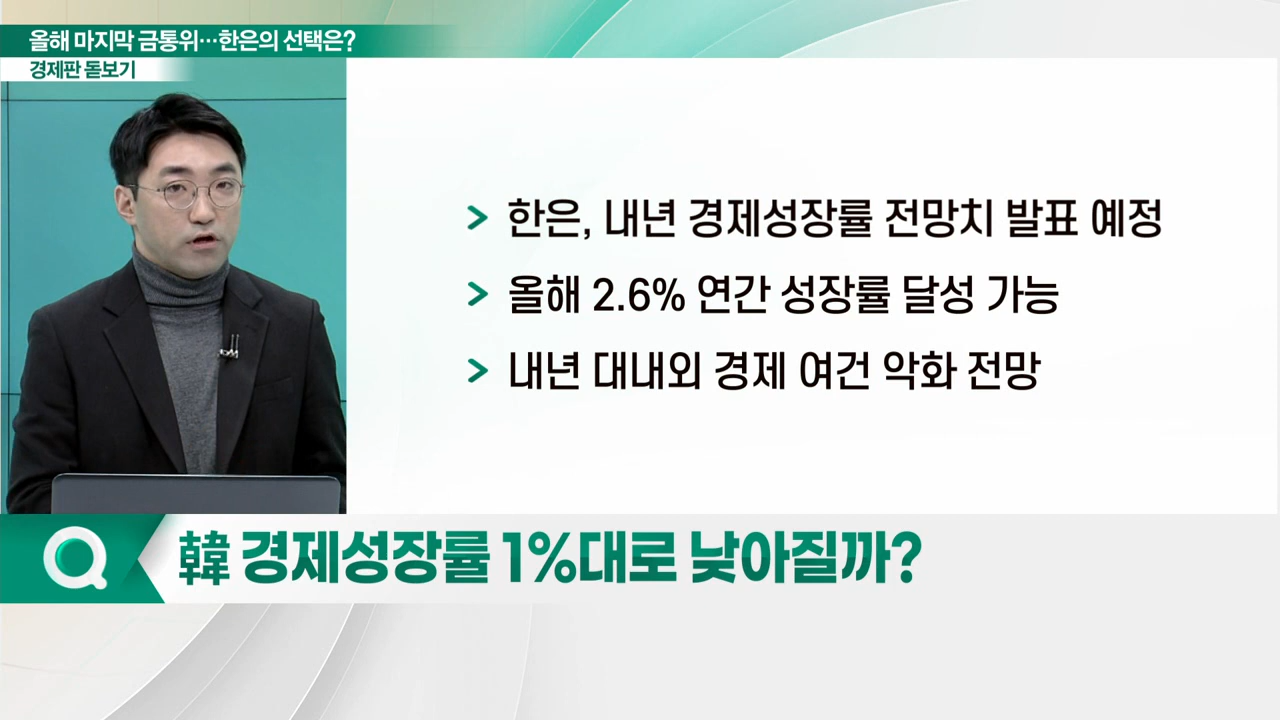 올해 마지막 금통위…한은의 선택은?
경제판 돋보기
> 한은, 내년 경제성장률 전망치 발표 예정
> 올해 2.6% 연간 성장률 달성 가능
> 내년 대내외 경제 여건 악화 전망
Q 韓 경제성장률 1%대로 낮아질까?